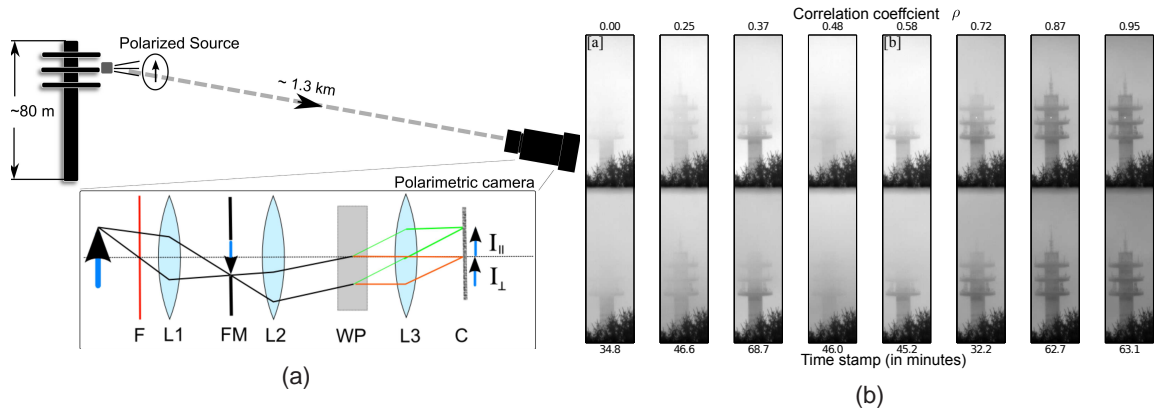 Polarized Source
~80 m
~ 1.3 km
Polarimetric camera
I||
I⊥
F L1 FM L2 WP L3 C
(a)
Correlation coeffcient ρ
0.00 0.25 0.37 0.48 0.58 0.72 0.87 0.95
[a] [b]
34.8 46.6 68.7 46.0 45.2 32.2 62.7 63.1
Time stamp (in minutes)
(b)